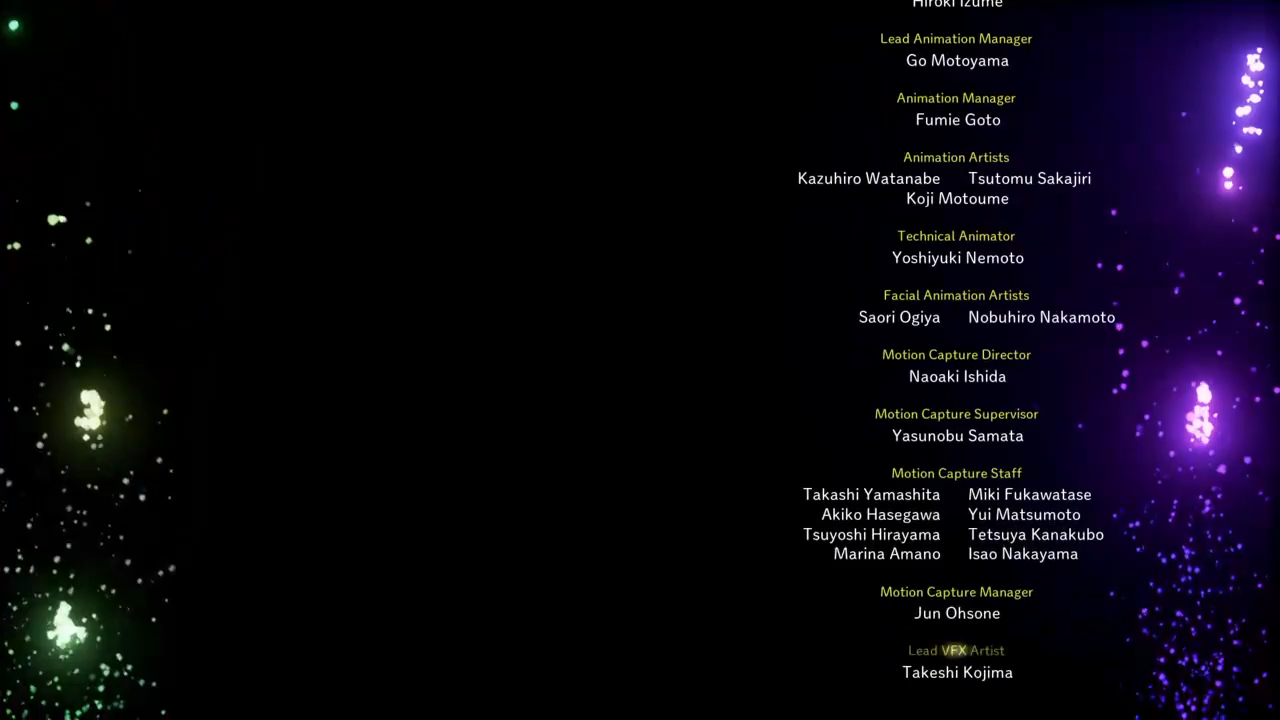 Hiroki Izume
Lead Animation Manager
Go Motoyama
Animation Manager
Fumie Goto
Animation Artists
Kazuhiro Watanabe Tsutomu Sakajiri
Koji Motoume
Technical Animator
Yoshiyuki Nemoto
Facial Animation Artists
Saori Ogiya Nobuhiro Nakamoto
Motion Capture Director
Naoaki Ishida
Motion Capture Supervisor
Yasunobu Samata
Motion Capture Staff
Takashi Yamashita Miki Fukawatase
Akiko Hasegawa Yui Matsumoto
Tsuyoshi Hirayama Tetsuya Kanakubo
Marina Amano Isao Nakayama
Motion Capture Manager
Jun Ohsone
Lead VFX Artist
Takeshi Kojima